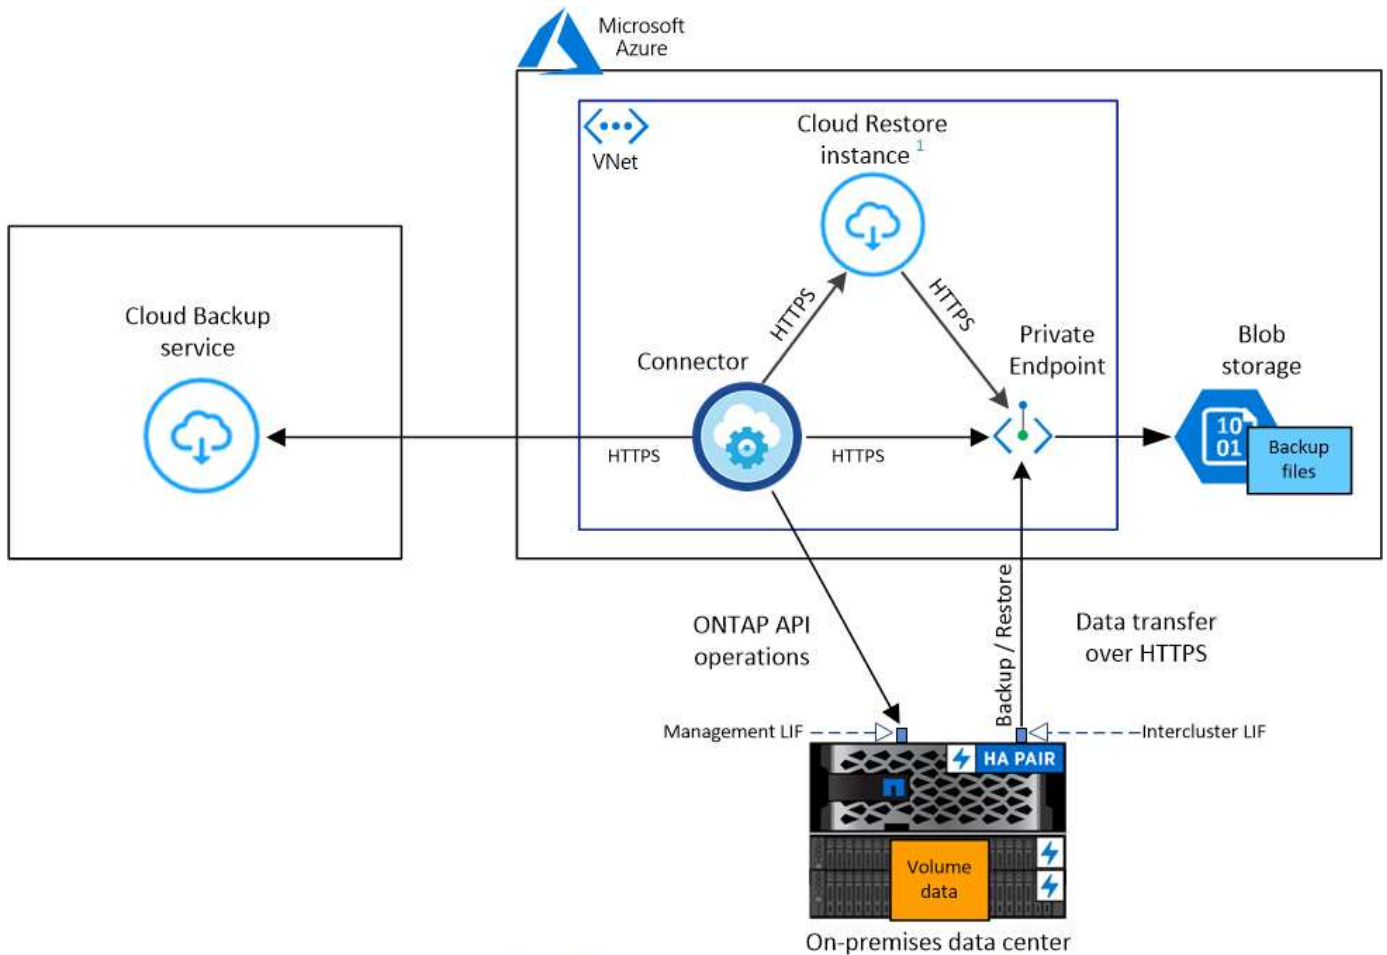 Microsoft
Azure
VNet
Cloud Restore
instance 1
HTTPS
HTTPS
Cloud Backup
service
Connector
Private
Endpoint
Blob
storage
10
01
Backup
files
HTTPS
HTTPS
ONTAP API
operations
Backup / Restore
Data transfer
over HTTPS
Management LIF
Intercluster LIF
HA PAIR
Volume
data
On-premises data center